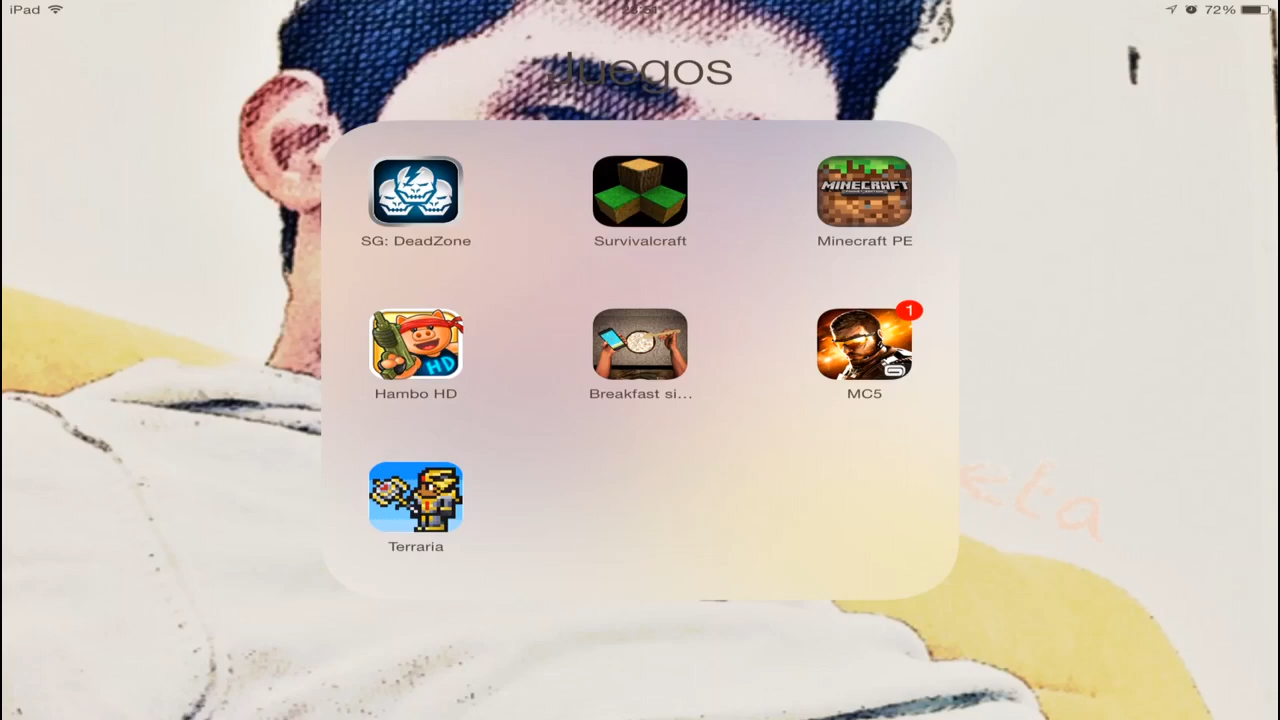 iPad 72%
Juegos
SG: DeadZone Survivalcraft Minecraft PE
MINECRAFT
HD
1
Hambo HD Breakfast si... MC5
Terraria